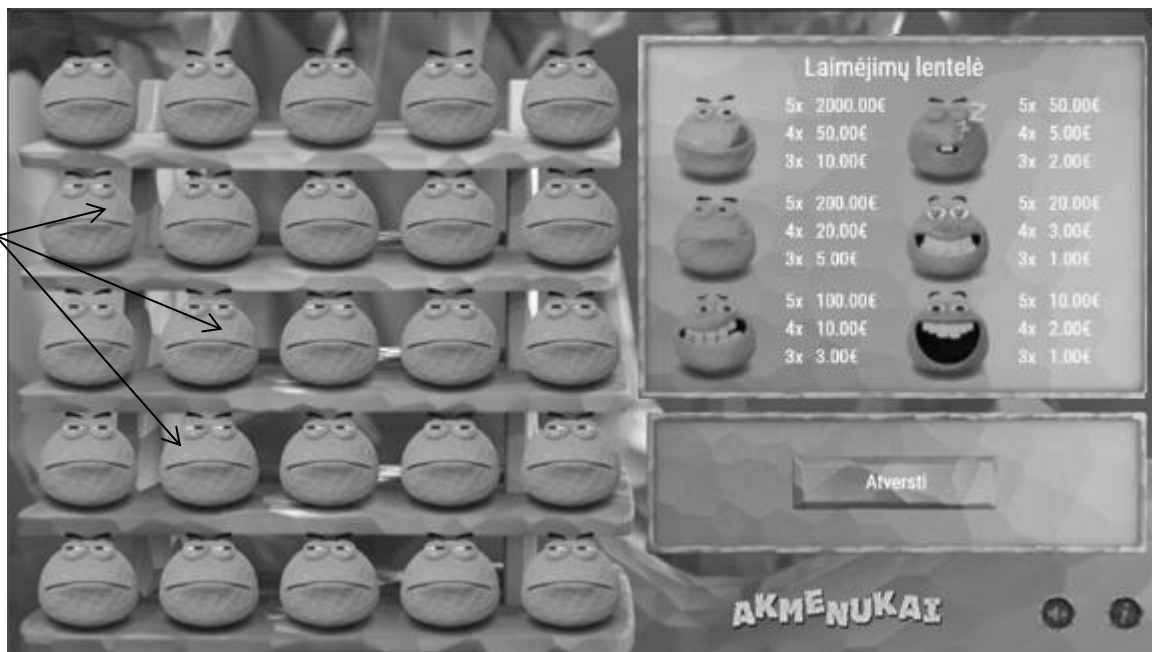 Laimėjimų lentelė
5x 2000.00€
4x 50.00€
3x 10.00€
5x 50.00€
4x 5.00€
3x 2.00€
5x 200.00€
4x 20.00€
3x 5.00€
5x 20.00€
4x 3.00€
3x 1.00€
5x 100.00€
4x 10.00€
3x 3.00€
5x 10.00€
4x 2.00€
3x 1.00€
Atversti
AKMENUKAI